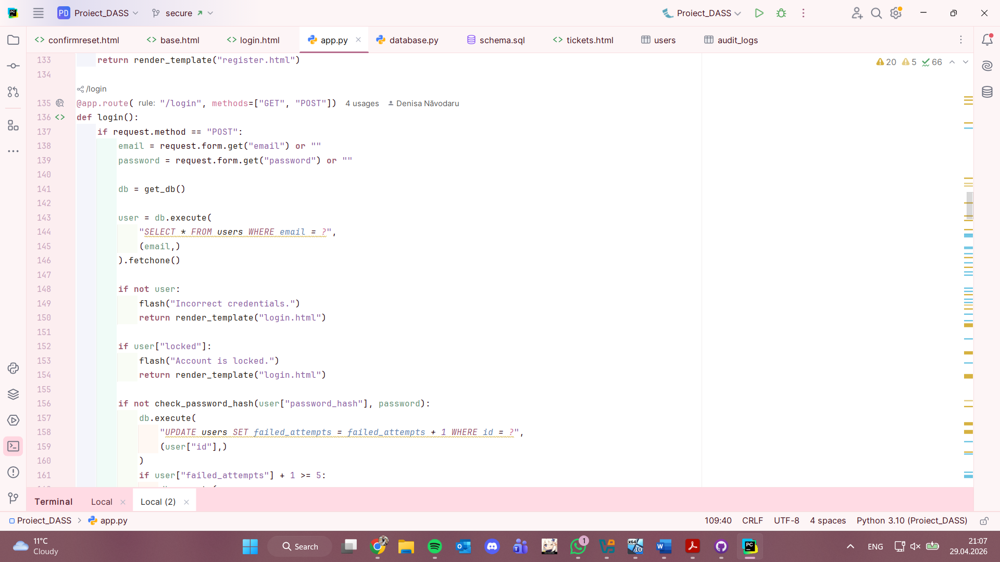 PD Proiect_DASS secure Proiect_DASS
confirmreset.html base.html login.html app.py database.py schema.sql tickets.html users audit_logs
20 5 66
133 return render_template("register.html")
134
/login
135 @app.route( rule: "/login", methods=["GET", "POST"]) 4 usages Denisa Năvodaru
136 def login():
137 if request.method == "POST":
138 email = request.form.get("email") or ""
139 password = request.form.get("password") or ""
140
141 db = get_db()
142
143 user = db.execute(
144 "SELECT * FROM users WHERE email = ?",
145 (email,)
146 ).fetchone()
147
148 if not user:
149 flash("Incorrect credentials.")
150 return render_template("login.html")
151
152 if user["locked"]:
153 flash("Account is locked.")
154 return render_template("login.html")
155
156 if not check_password_hash(user["password_hash"], password):
157 db.execute(
158 "UPDATE users SET failed_attempts = failed_attempts + 1 WHERE id = ?",
159 (user["id"],)
160 )
161 if user["failed_attempts"] + 1 >= 5:
Terminal Local Local (2)
Proiect_DASS app.py 109:40 CRLF UTF-8 4 spaces Python 3.10 (Proiect_DASS)
11°C
Cloudy
Search
1
ENG
21:07
29.04.2026